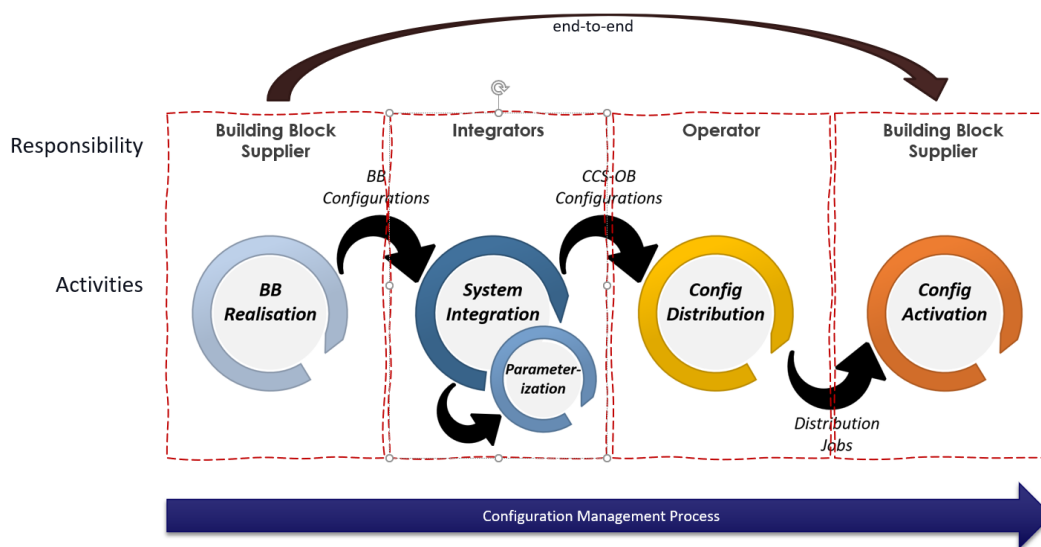 end-to-end
Responsibility
Building Block
Supplier
Integrators
Operator
Building Block
Supplier
BB
Configurations
CCS-OB
Configurations
Activities
BB
Realisation
System
Integration
Config
Distribution
Config
Activation
Parameter-
ization
Distribution
Jobs
Configuration Management Process